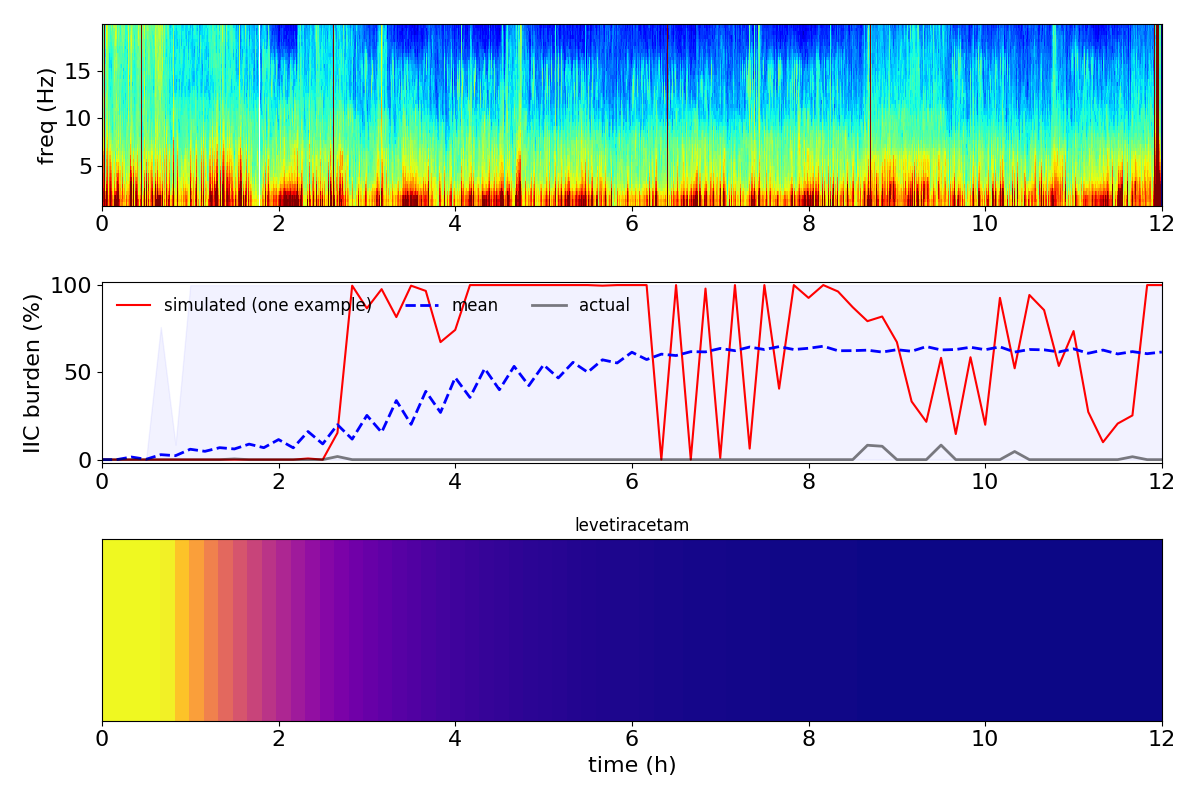 freq (Hz)
15
10
5
0 2 4 6 8 10 12
IIC burden (%)
100
50
0
simulated (one example) mean actual
0 2 4 6 8 10 12
levetiracetam
0 2 4 6 8 10 12
time (h)